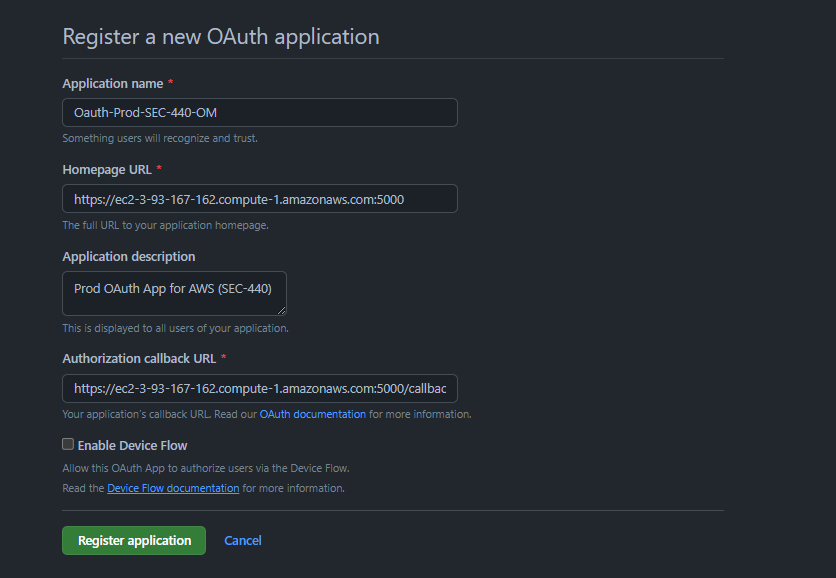 Register a new OAuth application
Application name *
Oauth-Prod-SEC-440-OM
Something users will recognize and trust.
Homepage URL *
https://ec2-3-93-167-162.compute-1.amazonaws.com:5000
The full URL to your application homepage.
Application description
Prod OAuth App for AWS (SEC-440)
This is displayed to all users of your application.
Authorization callback URL *
https://ec2-3-93-167-162.compute-1.amazonaws.com:5000/callbac
Your application's callback URL. Read our OAuth documentation for more information.
Enable Device Flow
Allow this OAuth App to authorize users via the Device Flow.
Read the Device Flow documentation for more information.
Register application Cancel